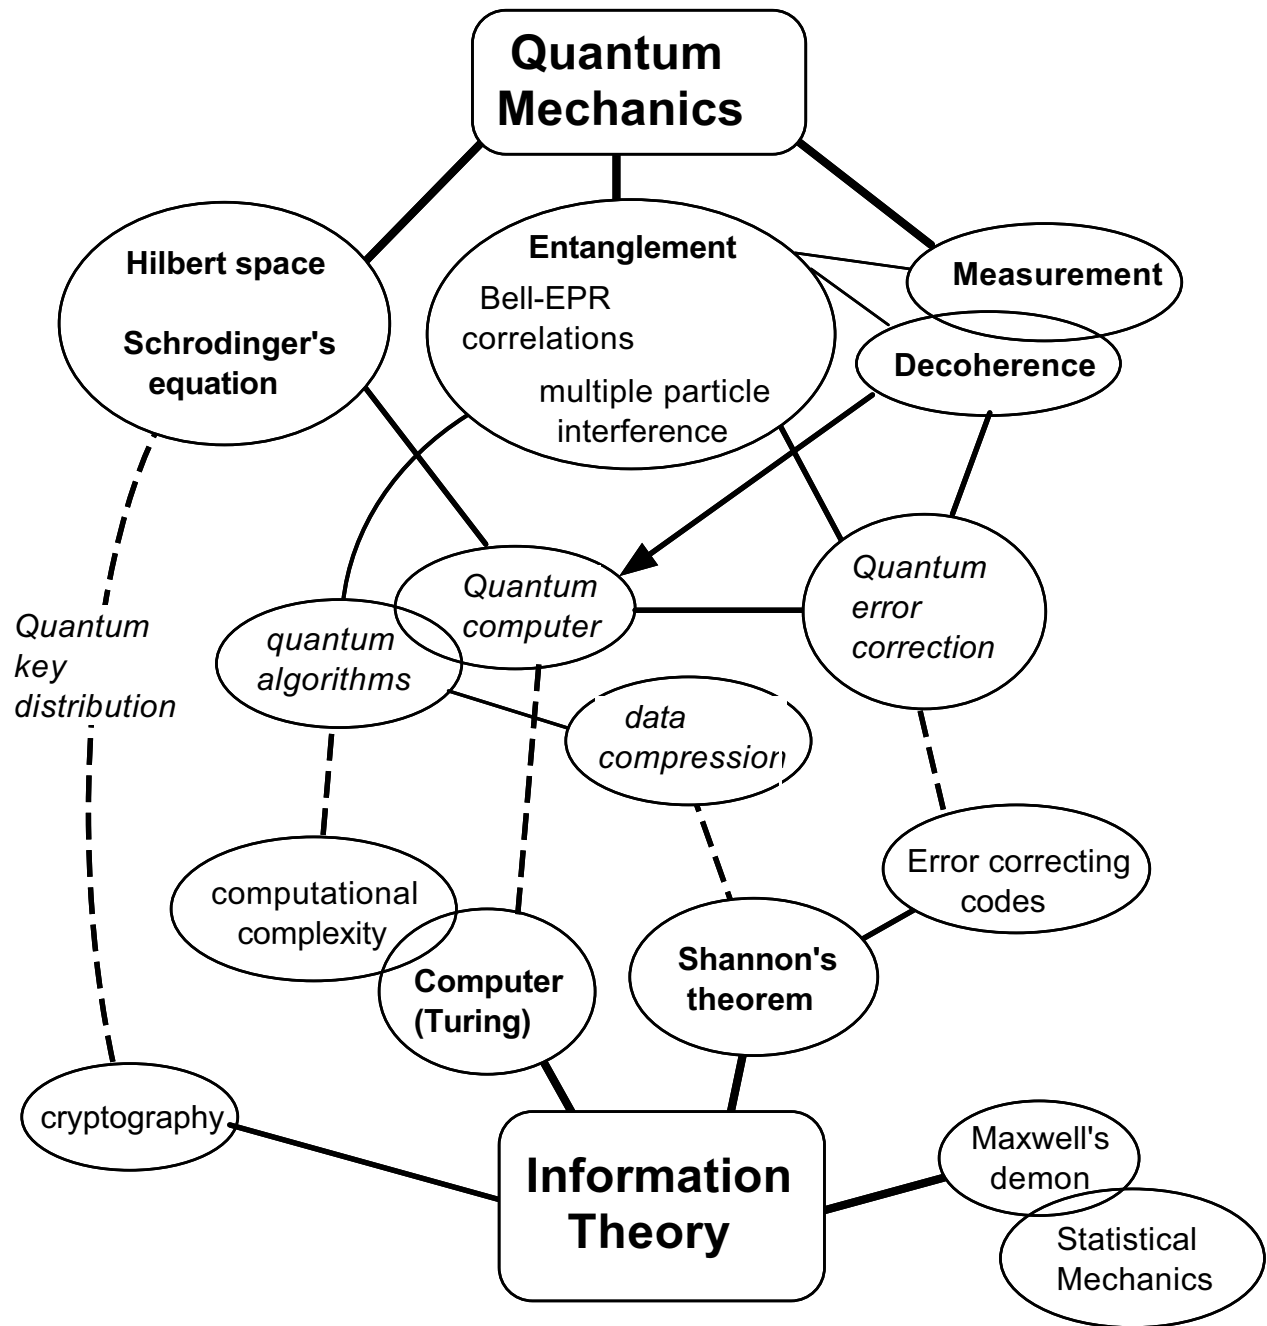 Quantum
Mechanics
Hilbert space
Schrodinger's
equation
Entanglement
Bell-EPR
correlations
multiple particle
interference
Measurement
Decoherence
Quantum
key
distribution
quantum
algorithms
Quantum
computer
Quantum
error
correction
data
compression
computational
complexity
Computer
(Turing)
Shannon's
theorem
Error correcting
codes
cryptography
Information
Theory
Maxwell's
demon
Statistical
Mechanics